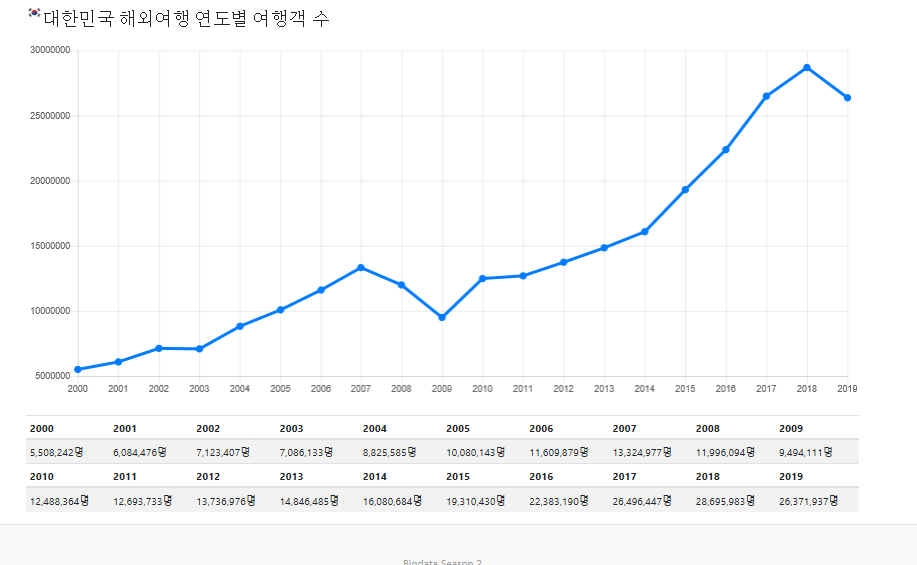 대한민국 해외여행 연도별 여행객 수
30000000
25000000
20000000
15000000
10000000
5000000
2000 2001 2002 2003 2004 2005 2006 2007 2008 2009 2010 2011 2012 2013 2014 2015 2016 2017 2018 2019
2000 2001 2002 2003 2004 2005 2006 2007 2008 2009
5,508,242명 6,084,476명 7,123,407명 7,086,133명 8,825,585명 10,080,143명 11,609,879명 13,324,977명 11,996,094명 9,494,111명
2010 2011 2012 2013 2014 2015 2016 2017 2018 2019
12,488,364명 12,693,733명 13,736,976명 14,846,485명 16,080,684명 19,310,430명 22,383,190명 26,496,447명 28,695,983명 26,371,937명
Bigdata Season 2